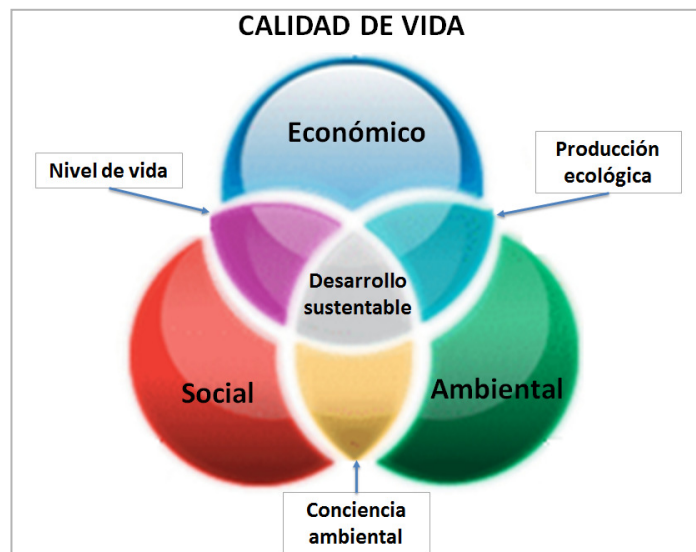 CALIDAD DE VIDA
Económico
Nivel de vida
Producción
ecológica
Desarrollo
sustentable
Social
Ambiental
Conciencia
ambiental